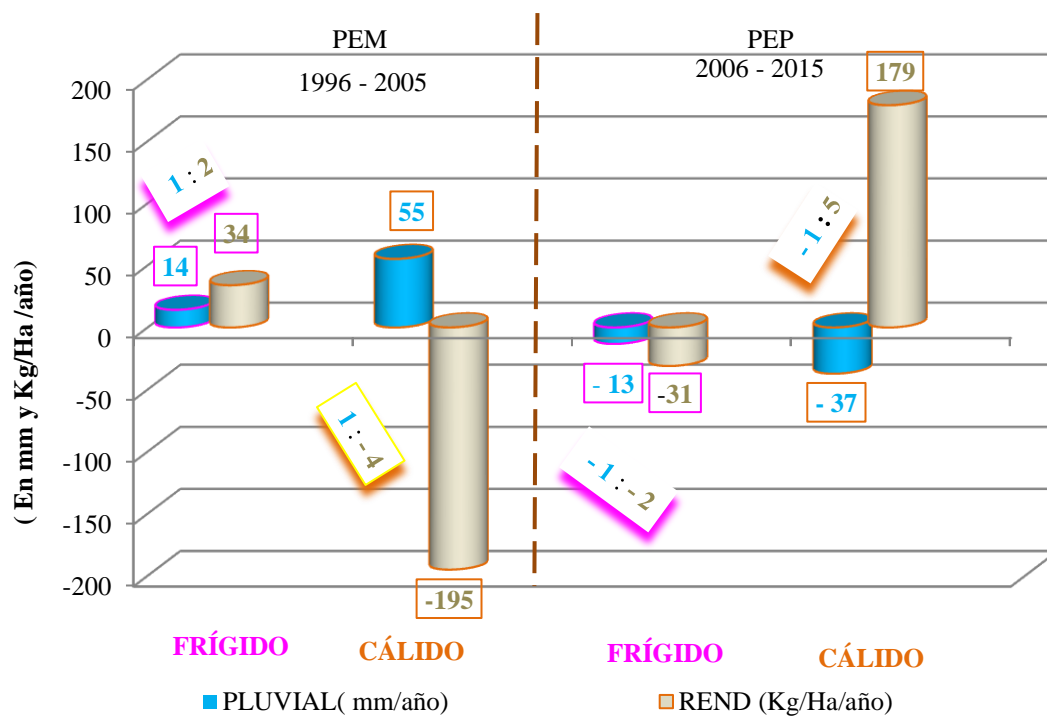 PEM
1996 - 2005
PEP
2006 - 2015
( En mm y Kg/Ha /año)
200
150
100
50
0
-50
-100
-150
-200
1 : 2
14
34
55
1 : - 4
-195
- 13
-31
- 1 : - 2
- 1 : 5
- 37
179
FRÍGIDO
CÁLIDO
FRÍGIDO
CÁLIDO
PLUVIAL( mm/año)
REND (Kg/Ha/año)